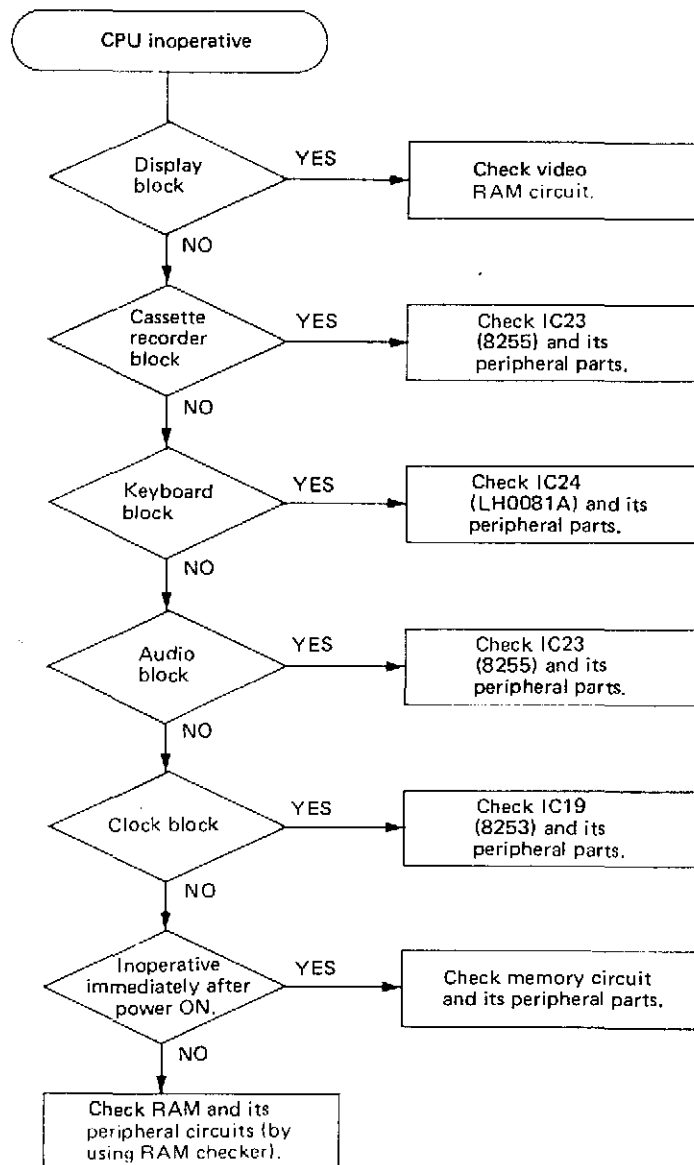 CPU inoperative
Display
block
YES
Check video
RAM circuit.
NO
Cassette
recorder
block
YES
Check IC23
(8255) and its
peripheral parts.
NO
Keyboard
block
YES
Check IC24
(LH0081A) and its
peripheral parts.
NO
Audio
block
YES
Check IC23
(8255) and its
peripheral parts.
NO
Clock block
YES
Check IC19
(8253) and its
peripheral parts.
NO
Inoperative
immediately after
power ON.
YES
Check memory circuit
and its peripheral parts.
NO
Check RAM and its
peripheral circuits (by
using RAM checker).